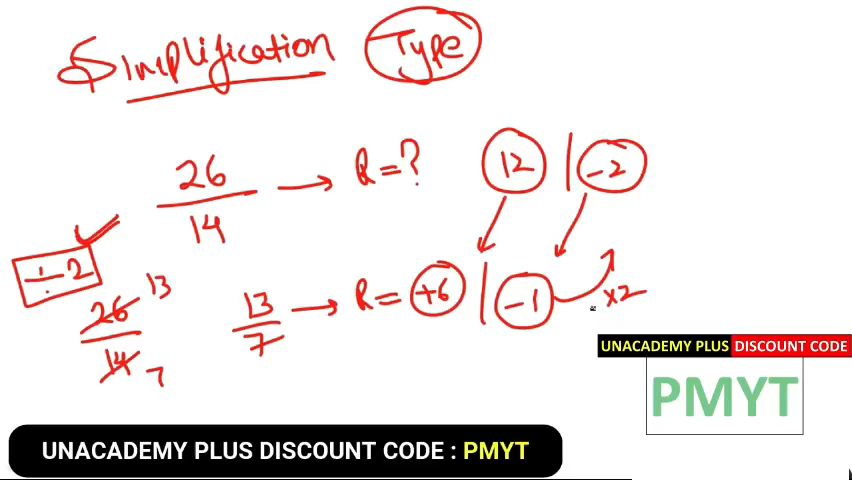 Simplification Type
26/14 → R = ? 12 | -2
÷2
26/14 13 7
13/7 → R = +6 | -1 ×2
UNACADEMY PLUS DISCOUNT CODE
PMYT
UNACADEMY PLUS DISCOUNT CODE : PMYT